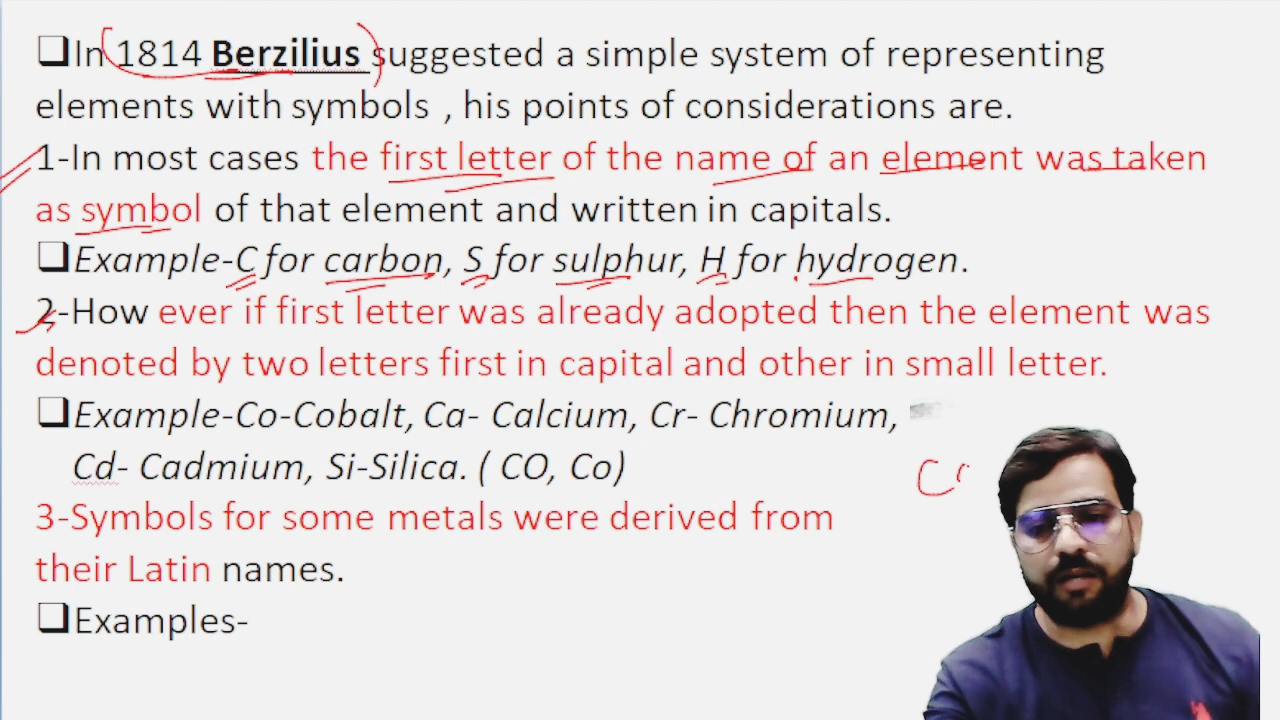 ❑In 1814 Berzilius suggested a simple system of representing
elements with symbols , his points of considerations are.
1-In most cases the first letter of the name of an element was taken
as symbol of that element and written in capitals.
❑Example-C for carbon, S for sulphur, H for hydrogen.
2-How ever if first letter was already adopted then the element was
denoted by two letters first in capital and other in small letter.
❑Example-Co-Cobalt, Ca- Calcium, Cr- Chromium,
Cd- Cadmium, Si-Silica. ( CO, Co)
3-Symbols for some metals were derived from
their Latin names.
❑Examples-